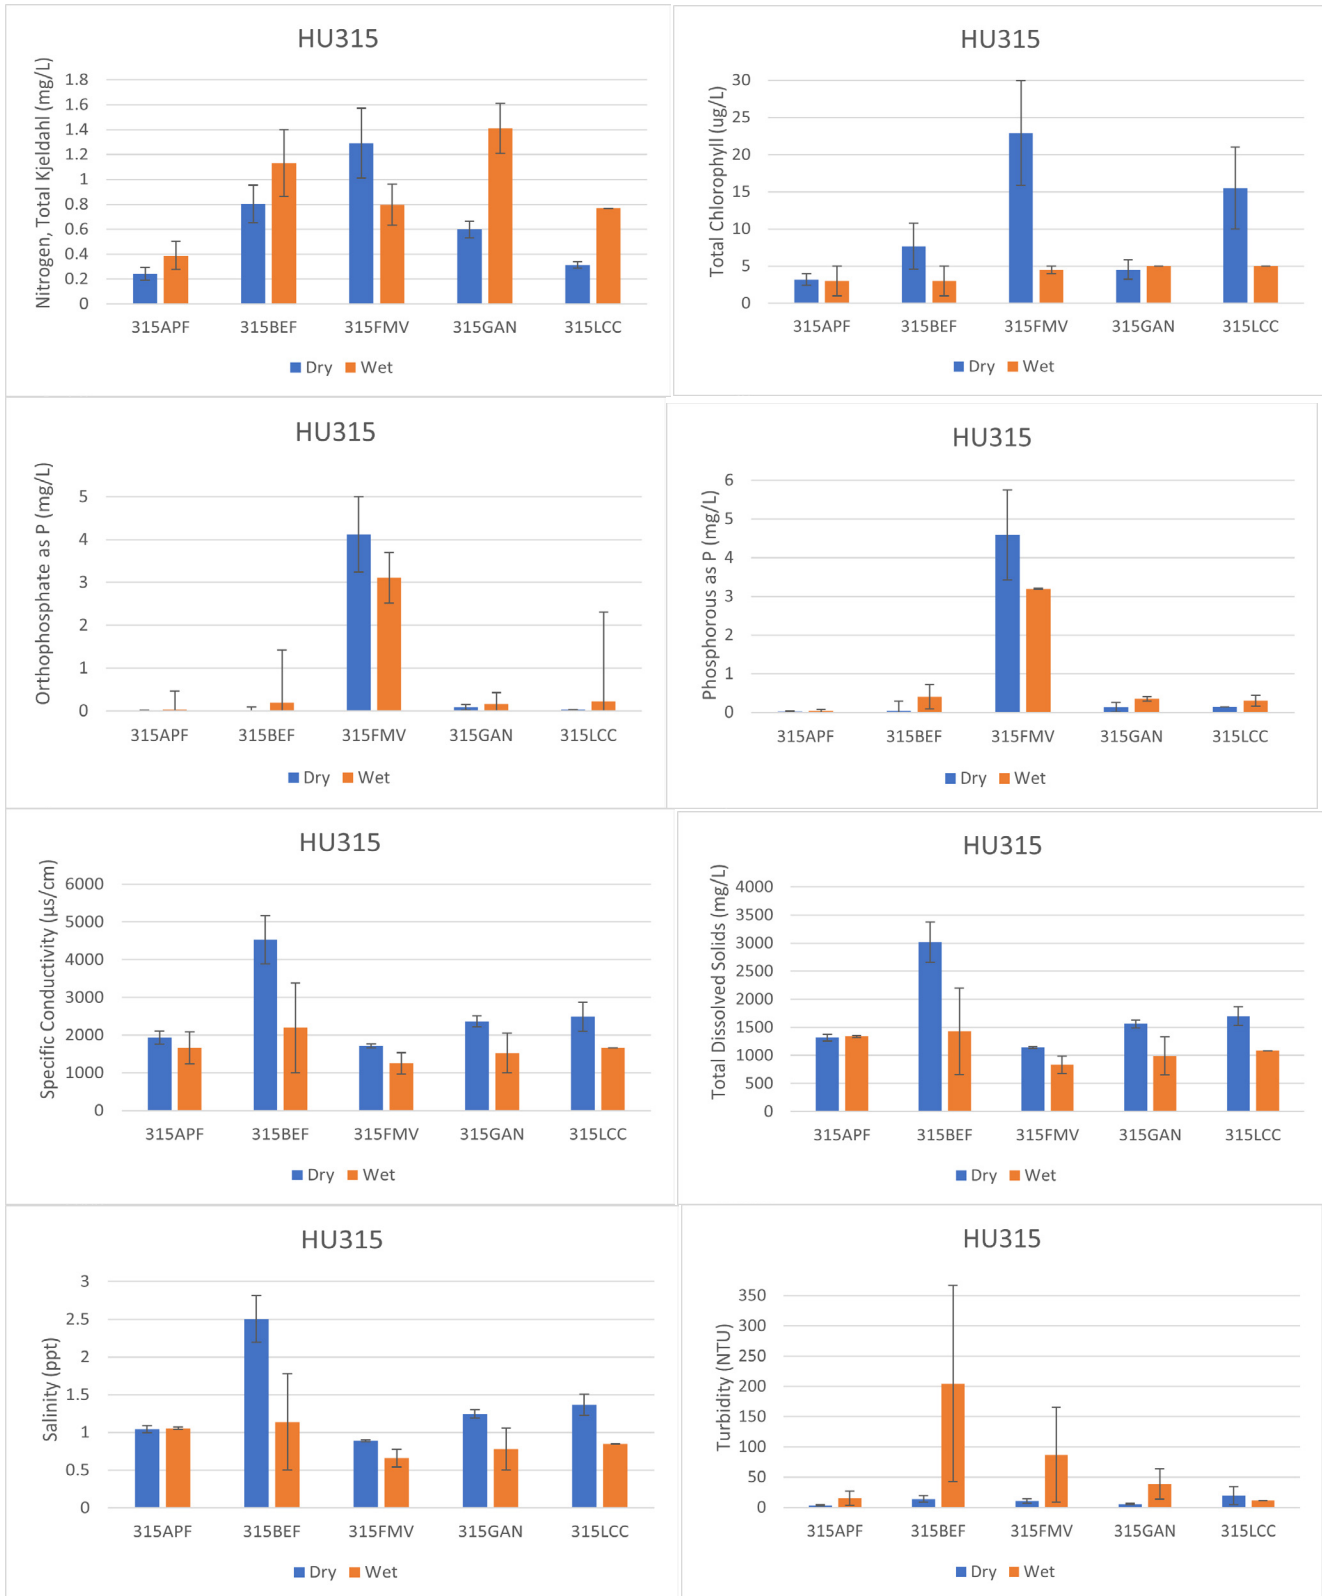 HU315
Nitrogen, Total Kjeldahl (mg/L)
1.8
1.6
1.4
1.2
1
0.8
0.6
0.4
0.2
0
315APF 315BEF 315FMV 315GAN 315LCC
Dry Wet
HU315
Total Chlorophyll (ug/L)
30
25
20
15
10
5
0
315APF 315BEF 315FMV 315GAN 315LCC
Dry Wet
HU315
Orthophosphate as P (mg/L)
5
4
3
2
1
0
315APF 315BEF 315FMV 315GAN 315LCC
Dry Wet
HU315
Phosphorous as P (mg/L)
6
5
4
3
2
1
0
315APF 315BEF 315FMV 315GAN 315LCC
Dry Wet
HU315
Specific Conductivity (µs/cm)
6000
5000
4000
3000
2000
1000
0
315APF 315BEF 315FMV 315GAN 315LCC
Dry Wet
HU315
Total Dissolved Solids (mg/L)
4000
3500
3000
2500
2000
1500
1000
500
0
315APF 315BEF 315FMV 315GAN 315LCC
Dry Wet
HU315
Salinity (ppt)
3
2.5
2
1.5
1
0.5
0
315APF 315BEF 315FMV 315GAN 315LCC
Dry Wet
HU315
Turbidity (NTU)
350
300
250
200
150
100
50
0
315APF 315BEF 315FMV 315GAN 315LCC
Dry Wet